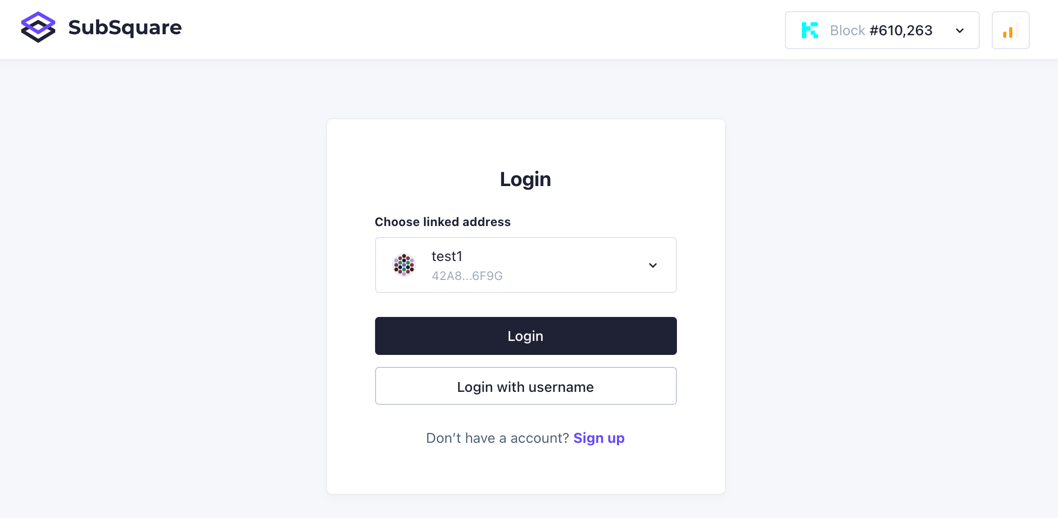 SubSquare
Block #610,263
Login
Choose linked address
test1
42A8...6F9G
Login
Login with username
Don't have a account? Sign up